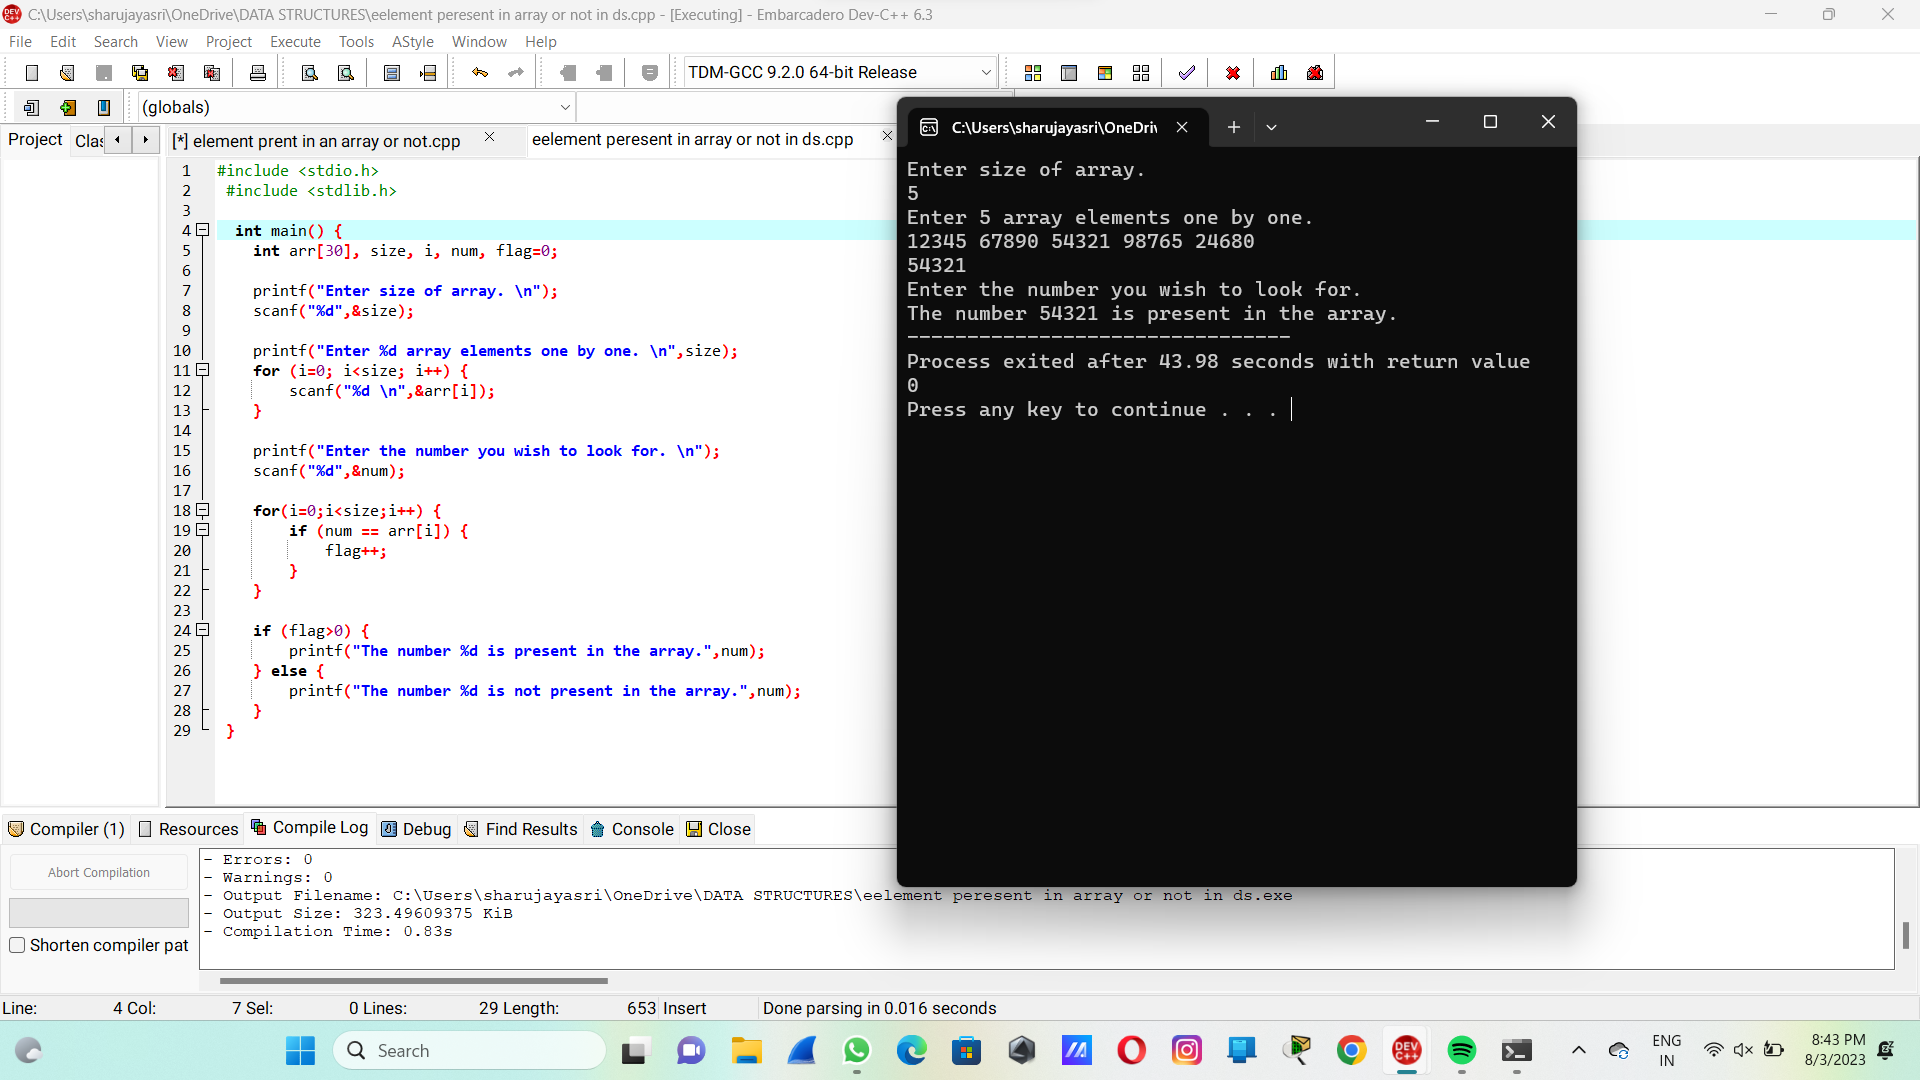 C:\Users\sharujayasri\OneDrive\DATA STRUCTURES\eelement peresent in array or not in ds.cpp - [Executing] - Embarcadero Dev-C++ 6.3
File Edit Search View Project Execute Tools AStyle Window Help
TDM-GCC 9.2.0 64-bit Release
(globals)
Project Clas [*] element prent in an array or not.cpp eelement peresent in array or not in ds.cpp
1 #include <stdio.h>
2 #include <stdlib.h>
3
4 int main() {
5 int arr[30], size, i, num, flag=0;
6
7 printf("Enter size of array. \n");
8 scanf("%d",&size);
9
10 printf("Enter %d array elements one by one. \n",size);
11 for (i=0; i<size; i++) {
12 scanf("%d \n",&arr[i]);
13 }
14
15 printf("Enter the number you wish to look for. \n");
16 scanf("%d",&num);
17
18 for(i=0;i<size;i++) {
19 if (num == arr[i]) {
20 flag++;
21 }
22 }
23
24 if (flag>0) {
25 printf("The number %d is present in the array.",num);
26 } else {
27 printf("The number %d is not present in the array.",num);
28 }
29 }
C:\Users\sharujayasri\OneDri
Enter size of array.
5
Enter 5 array elements one by one.
12345 67890 54321 98765 24680
54321
Enter the number you wish to look for.
The number 54321 is present in the array.
--------------------------------
Process exited after 43.98 seconds with return value
0
Press any key to continue . . .
Compiler (1) Resources Compile Log Debug Find Results Console Close
Abort Compilation
Shorten compiler pat
- Errors: 0
- Warnings: 0
- Output Filename: C:\Users\sharujayasri\OneDrive\DATA STRUCTURES\eelement peresent in array or not in ds.exe
- Output Size: 323.49609375 KiB
- Compilation Time: 0.83s
Line: 4 Col: 7 Sel: 0 Lines: 29 Length: 653 Insert Done parsing in 0.016 seconds
Search
DEV C++
ENG
IN
8:43 PM
8/3/2023